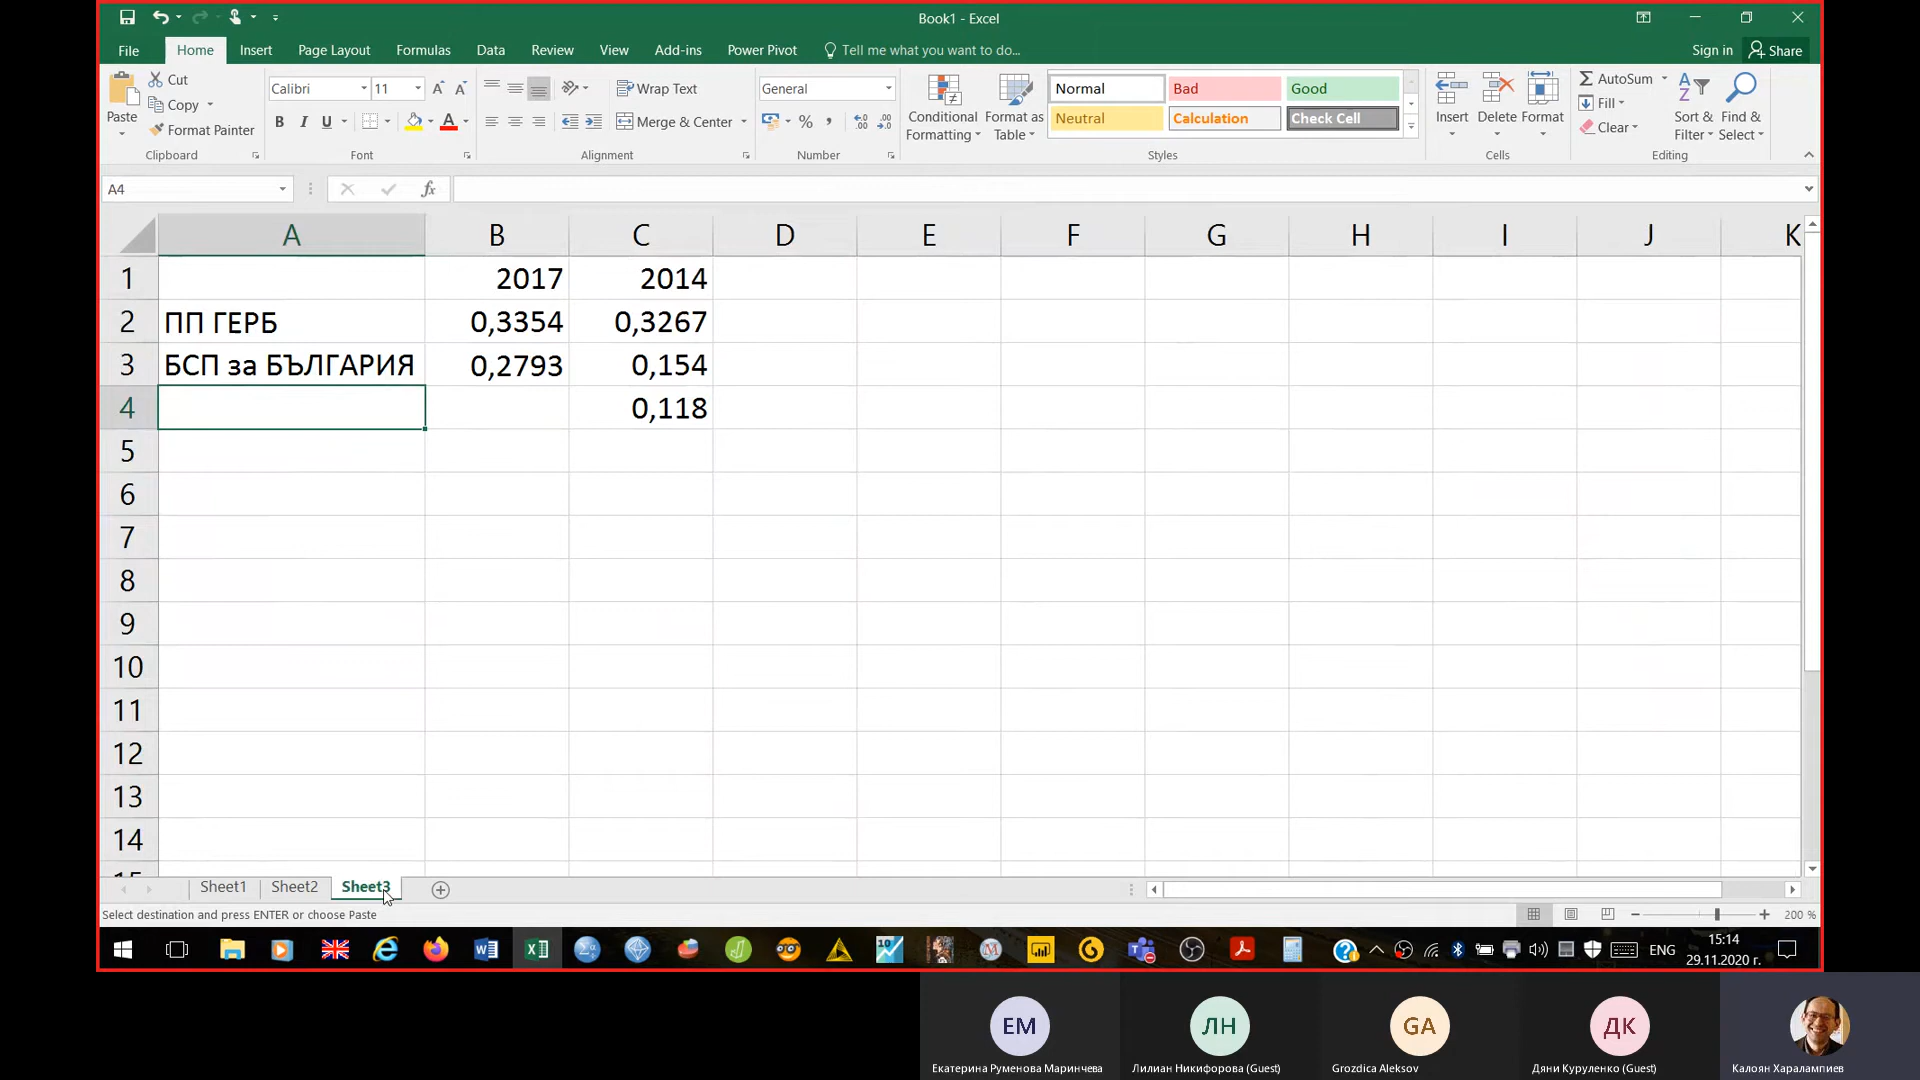 Book1 - Excel
File Home Insert Page Layout Formulas Data Review View Add-ins Power Pivot Tell me what you want to do... Sign in Share
Paste
Cut
Copy
Format Painter
Clipboard
Calibri 11
B I U
Font
Wrap Text
Merge & Center
Alignment
General
%
Number
Conditional Formatting
Format as Table
Normal Bad Good
Neutral Calculation Check Cell
Styles
Insert Delete Format
Cells
AutoSum
Fill
Clear
Sort & Filter
Find & Select
Editing
A4
A B C D E F G H I J K
1 2017 2014
2 ПП ГЕРБ 0,3354 0,3267
3 БСП за БЪЛГАРИЯ 0,2793 0,154
4 0,118
5
6
7
8
9
10
11
12
13
14
Sheet1 Sheet2 Sheet3
Select destination and press ENTER or choose Paste 200 %
ENG 15:14
29.11.2020 г.
ЕМ ЛН GA ДК
Екатерина Руменова Маринчева Лилиан Никифорова (Guest) Grozdica Aleksov Дяни Куруленко (Guest) Калоян Харалампиев